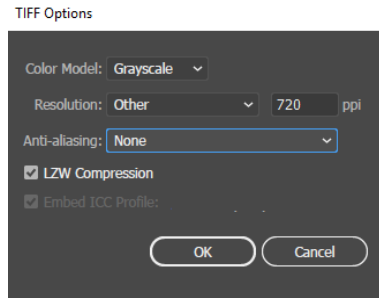 TIFF Options
Color Model: Grayscale
Resolution: Other 720 ppi
Anti-aliasing: None
LZW Compression
Embed ICC Profile:
OK Cancel